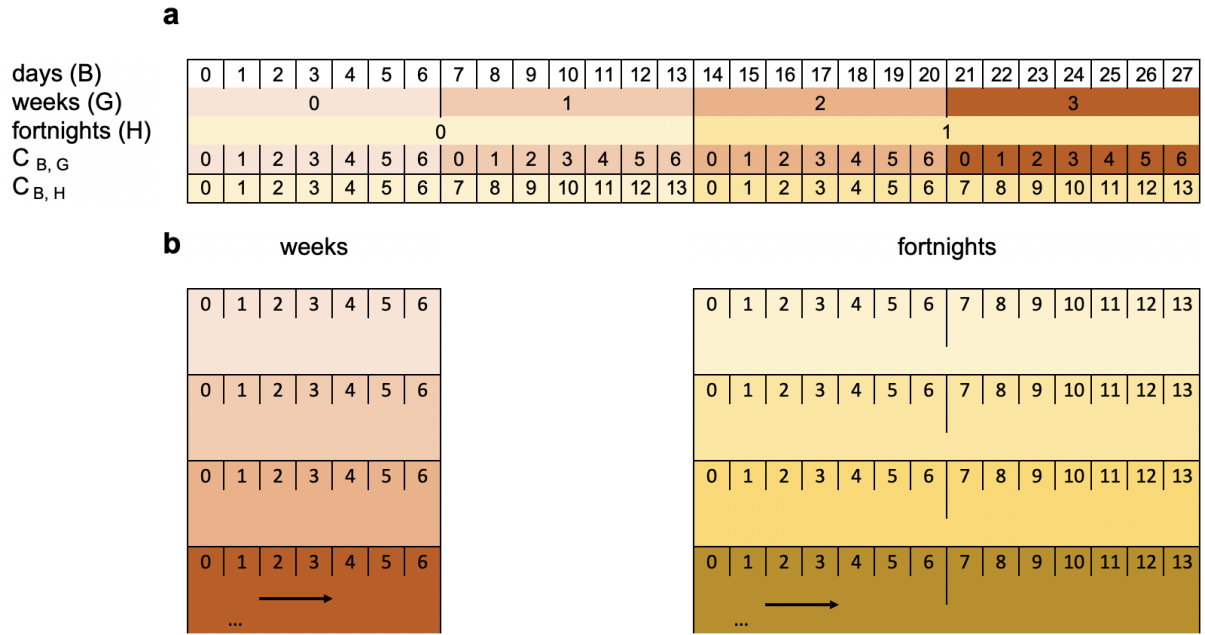 a
days (B) 0 1 2 3 4 5 6 7 8 9 10 11 12 13 14 15 16 17 18 19 20 21 22 23 24 25 26 27
weeks (G) 0 1 2 3
fortnights (H) 0 1
C B, G 0 1 2 3 4 5 6 0 1 2 3 4 5 6 0 1 2 3 4 5 6 0 1 2 3 4 5 6
C B, H 0 1 2 3 4 5 6 7 8 9 10 11 12 13 0 1 2 3 4 5 6 7 8 9 10 11 12 13
b weeks fortnights
0 1 2 3 4 5 6 0 1 2 3 4 5 6 7 8 9 10 11 12 13
0 1 2 3 4 5 6 0 1 2 3 4 5 6 7 8 9 10 11 12 13
0 1 2 3 4 5 6 0 1 2 3 4 5 6 7 8 9 10 11 12 13
0 1 2 3 4 5 6 0 1 2 3 4 5 6 7 8 9 10 11 12 13
... ...